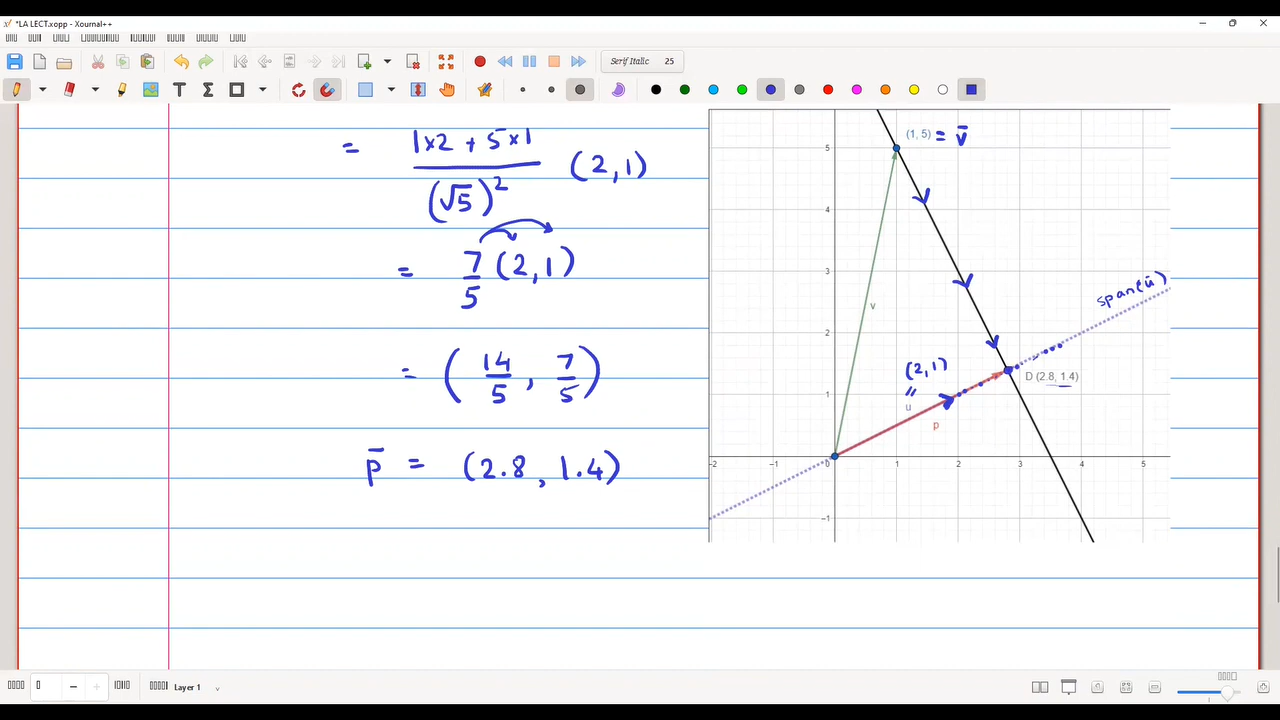 *LA LECT.xopp - Xournal++
Serif Italic 25
= (1×2 + 5×1)/(√5)² (2,1)
= 7/5 (2,1)
= (14/5, 7/5)
p̄ = (2.8, 1.4)
(1, 5) = v̄
5
4
3
2
1
−1
−2 −1 0 1 2 3 4 5
v
span(ū)
(2,1)
=
u
p
D (2.8, 1.4)
Layer 1